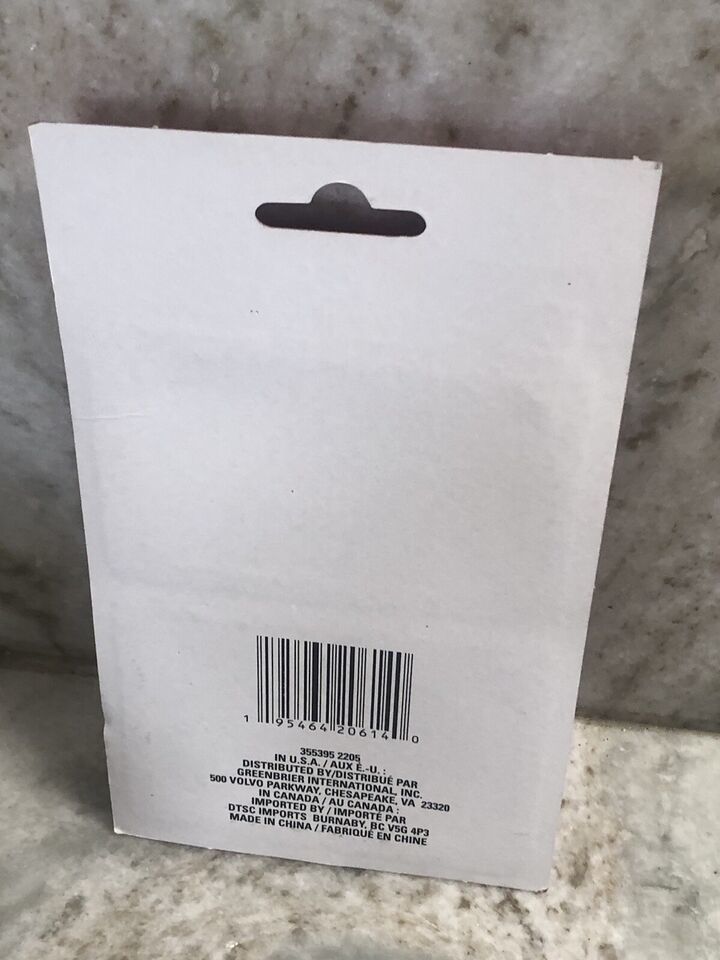 1 95464 20614 0
355395 2205
IN U.S.A. / AUX É.-U. :
DISTRIBUTED BY/DISTRIBUÉ PAR
GREENBRIER INTERNATIONAL, INC.
500 VOLVO PARKWAY, CHESAPEAKE, VA 23320
IN CANADA / AU CANADA :
IMPORTED BY / IMPORTÉ PAR
DTSC IMPORTS BURNABY, BC V5G 4P3
MADE IN CHINA / FABRIQUÉ EN CHINE